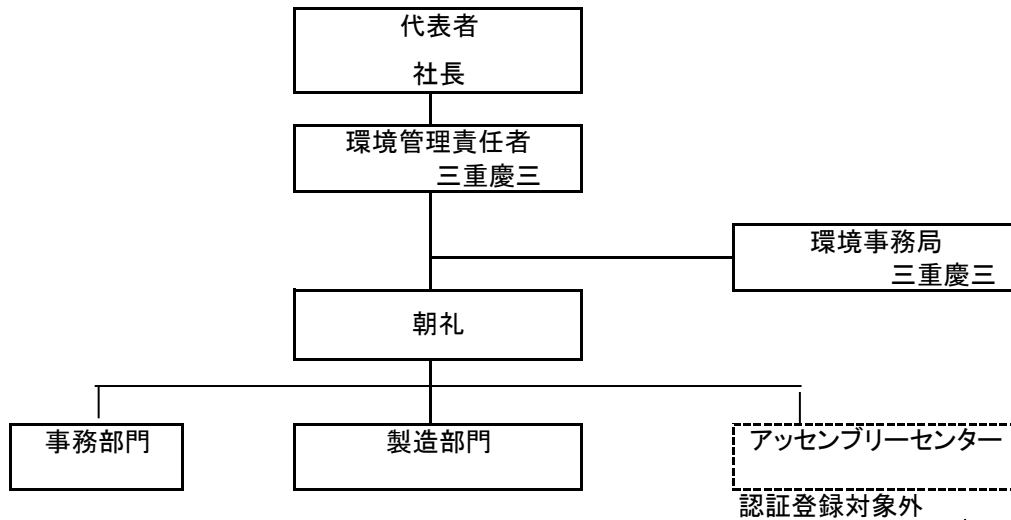 代表者
社長
環境管理責任者
三重慶三
環境事務局
三重慶三
朝礼
事務部門
製造部門
アッセンブリーセンター
認証登録対象外